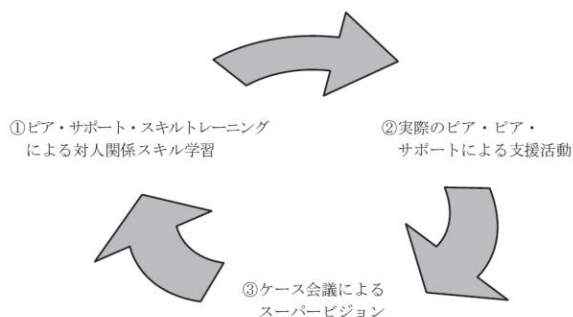 ①ピア・サポート・スキルトレーニング
による対人関係スキル学習
②実際のピア・ピア・
サポートによる支援活動
③ケース会議による
スーパービジョン